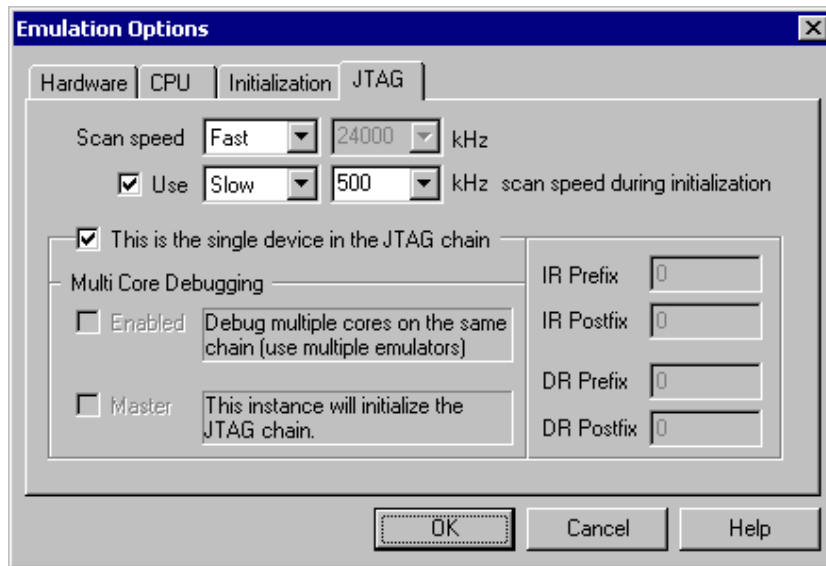 Emulation Options
Hardware CPU Initialization JTAG
Scan speed Fast 24000 kHz
Use Slow 500 kHz scan speed during initialization
This is the single device in the JTAG chain
Multi Core Debugging
Enabled Debug multiple cores on the same
chain (use multiple emulators)
Master This instance will initialize the
JTAG chain.
IR Prefix 0
IR Postfix 0
DR Prefix 0
DR Postfix 0
OK Cancel Help